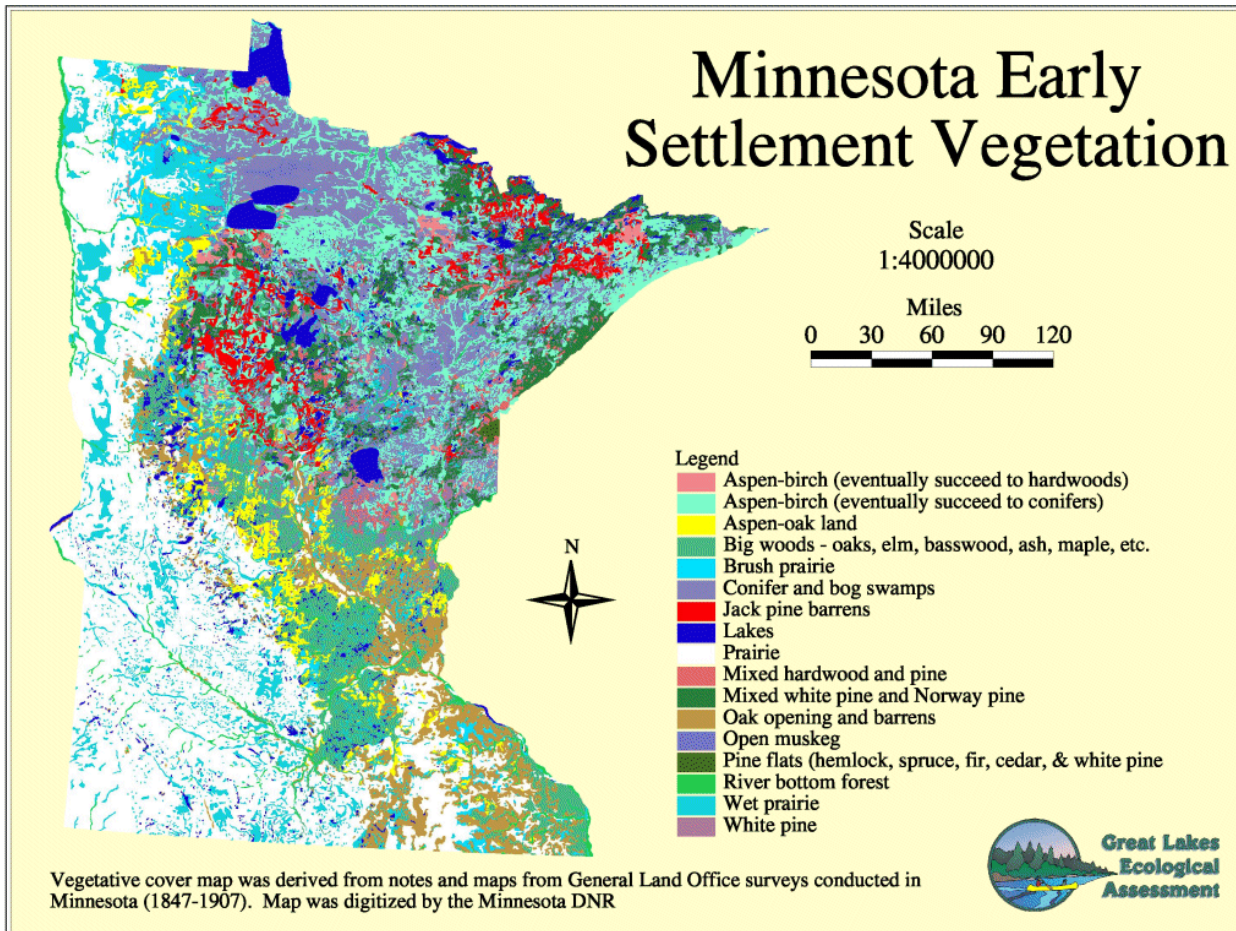 Minnesota Early
Settlement Vegetation
Scale
1:4000000
Miles
0 30 60 90 120
Legend
Aspen-birch (eventually succeed to hardwoods)
Aspen-birch (eventually succeed to conifers)
Aspen-oak land
Big woods - oaks, elm, basswood, ash, maple, etc.
Brush prairie
Conifer and bog swamps
Jack pine barrens
Lakes
Prairie
Mixed hardwood and pine
Mixed white pine and Norway pine
Oak opening and barrens
Open muskeg
Pine flats (hemlock, spruce, fir, cedar, & white pine
River bottom forest
Wet prairie
White pine
N
Great Lakes
Ecological
Assessment
Vegetative cover map was derived from notes and maps from General Land Office surveys conducted in
Minnesota (1847-1907).  Map was digitized by the Minnesota DNR